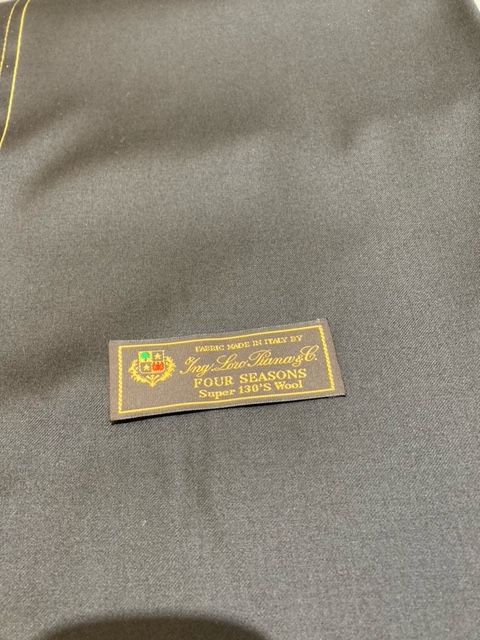 FABRIC MADE IN ITALY BY
Ing. Loro Piana & C.
FOUR SEASONS
Super 130'S Wool